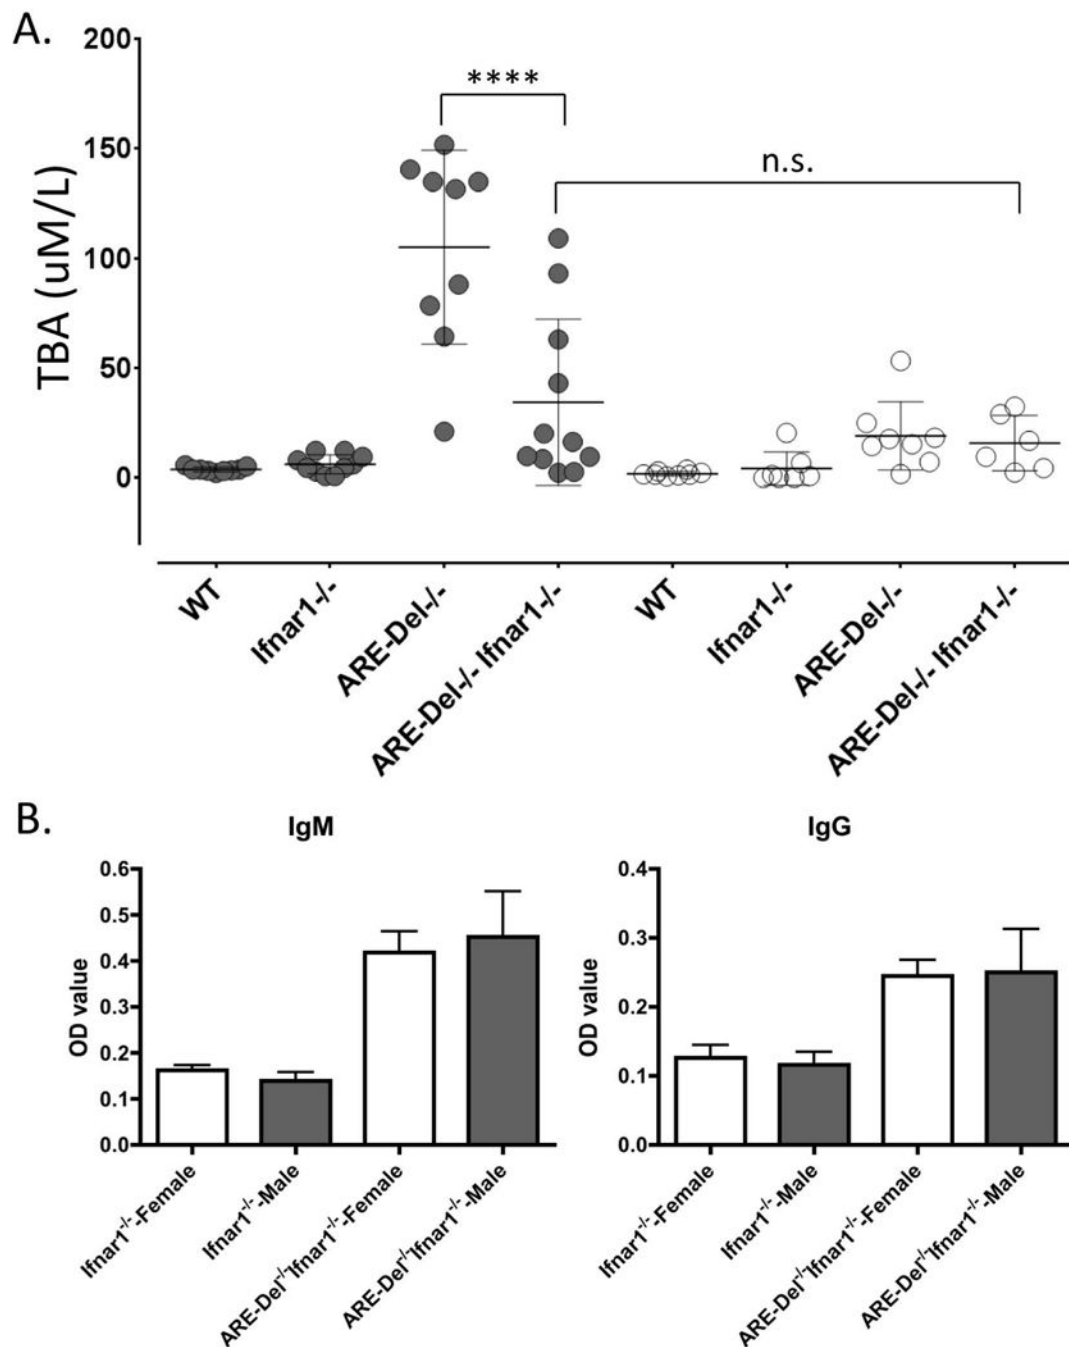 A.
TBA (uM/L)
200
150
100
50
0
****
n.s.
WT
Ifnar1-/-
ARE-Del-/-
ARE-Del-/- Ifnar1-/-
WT
Ifnar1-/-
ARE-Del-/-
ARE-Del-/- Ifnar1-/-
B.
IgM
OD value
0.6
0.5
0.4
0.3
0.2
0.1
0.0
Ifnar1⁻/⁻-Female
Ifnar1⁻/⁻-Male
ARE-Del⁻/⁻Ifnar1⁻/⁻-Female
ARE-Del⁻/⁻Ifnar1⁻/⁻-Male
IgG
OD value
0.4
0.3
0.2
0.1
0.0
Ifnar1⁻/⁻-Female
Ifnar1⁻/⁻-Male
ARE-Del⁻/⁻Ifnar1⁻/⁻-Female
ARE-Del⁻/⁻Ifnar1⁻/⁻-Male